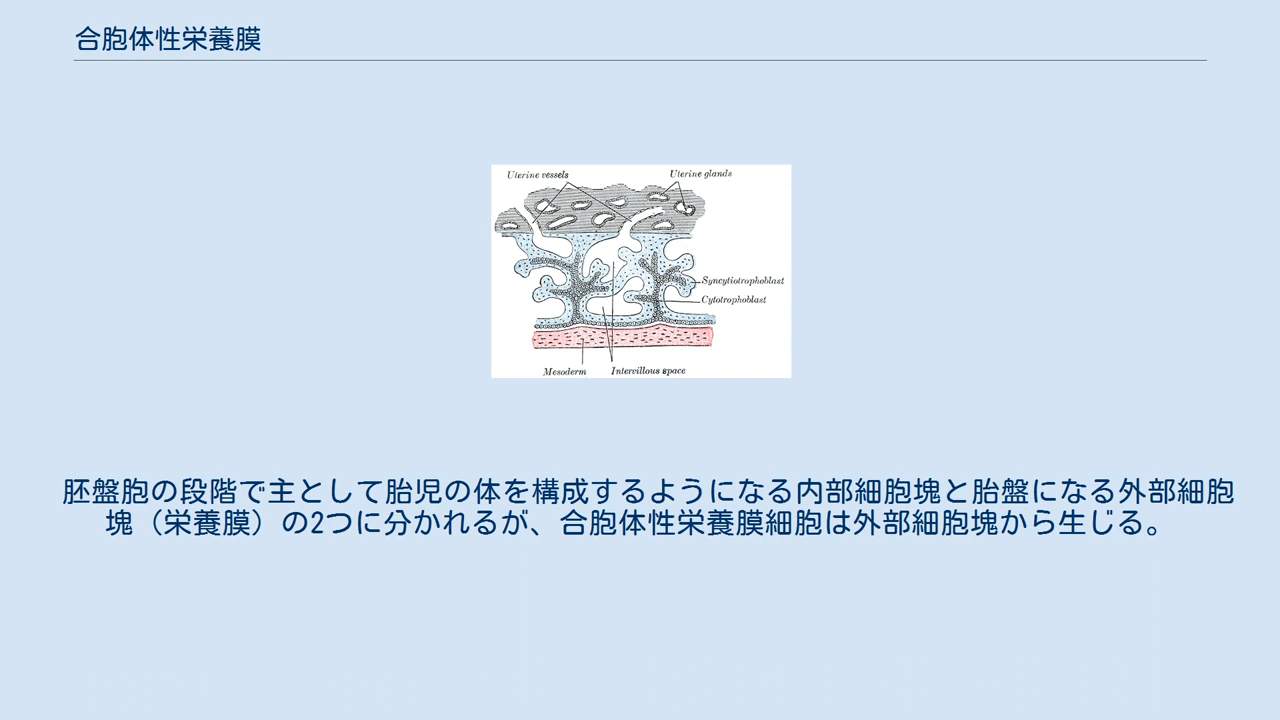 合胞体性栄養膜
Uterine vessels
Uterine glands
Syncytiotrophoblast
Cytotrophoblast
Mesoderm
Intervillous space
胚盤胞の段階で主として胎児の体を構成するようになる内部細胞塊と胎盤になる外部細胞
塊（栄養膜）の2つに分かれるが、合胞体性栄養膜細胞は外部細胞塊から生じる。